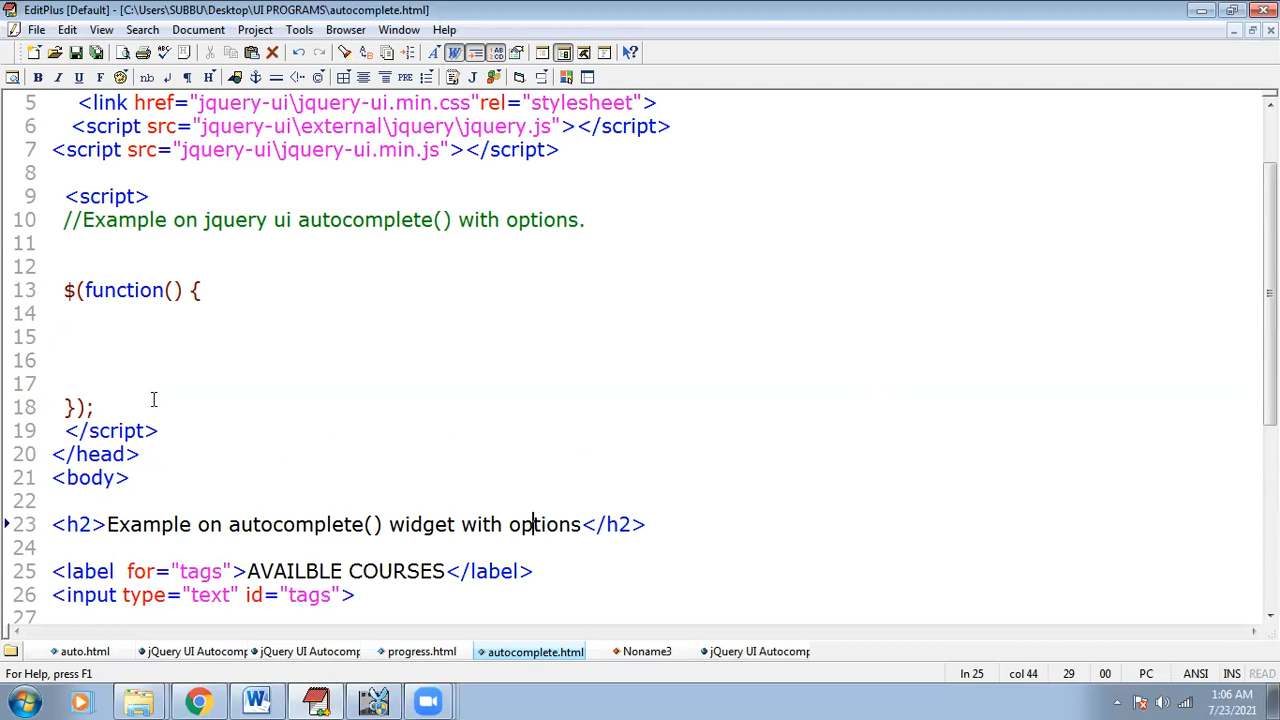 EditPlus [Default] - [C:\Users\SUBBU\Desktop\UI PROGRAMS\autocomplete.html]
File Edit View Search Document Project Tools Browser Window Help
5 <link href="jquery-ui\jquery-ui.min.css"rel="stylesheet">
6 <script src="jquery-ui\external\jquery\jquery.js"></script>
7 <script src="jquery-ui\jquery-ui.min.js"></script>
8
9 <script>
10 //Example on jquery ui autocomplete() with options.
11
12
13 $(function() {
14
15
16
17
18 });
19 </script>
20 </head>
21 <body>
22
23 <h2>Example on autocomplete() widget with options</h2>
24
25 <label for="tags">AVAILBLE COURSES</label>
26 <input type="text" id="tags">
27
auto.html jQuery UI Autocomp jQuery UI Autocomp progress.html autocomplete.html Noname3 jQuery UI Autocomp
For Help, press F1 ln 25 col 44 29 00 PC ANSI INS READ
1:06 AM
7/23/2021